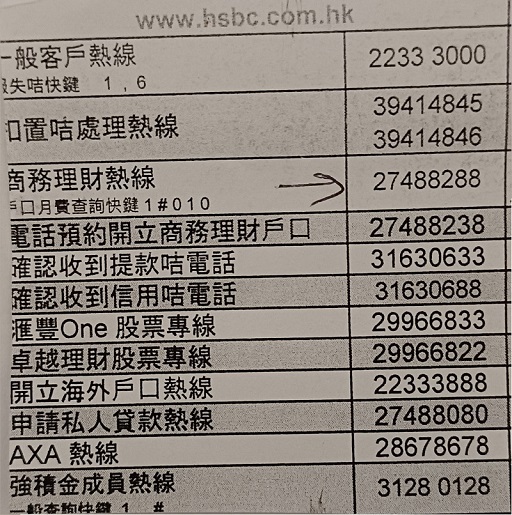 www.hsbc.com.hk
一般客戶熱線 2233 3000
失咭快鍵 1 , 6
扣置咭處理熱線 39414845
39414846
商務理財熱線 27488288
戶口月費查詢快鍵1#010
電話預約開立商務理財戶口 27488238
確認收到提款咭電話 31630633
確認收到信用咭電話 31630688
滙豐One 股票專線 29966833
卓越理財股票專線 29966822
開立海外戶口熱線 22333888
申請私人貸款熱線 27488080
AXA 熱線 28678678
強積金成員熱線 3128 0128
一般查詢快鍵 1 #